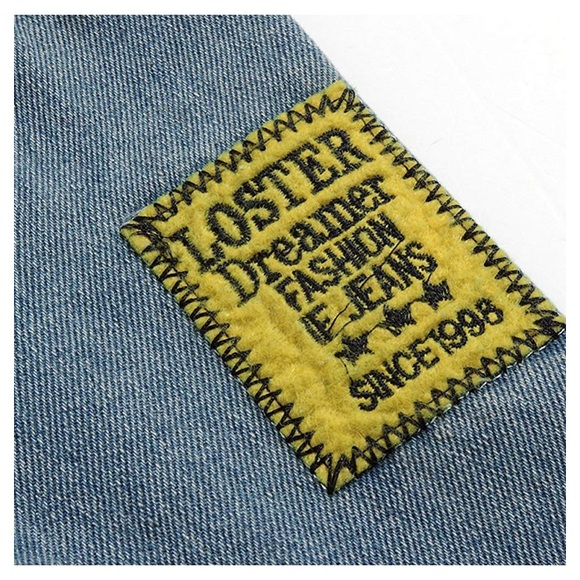 LOSTER
Dreamer
FASHION
JEANS
SINCE1998